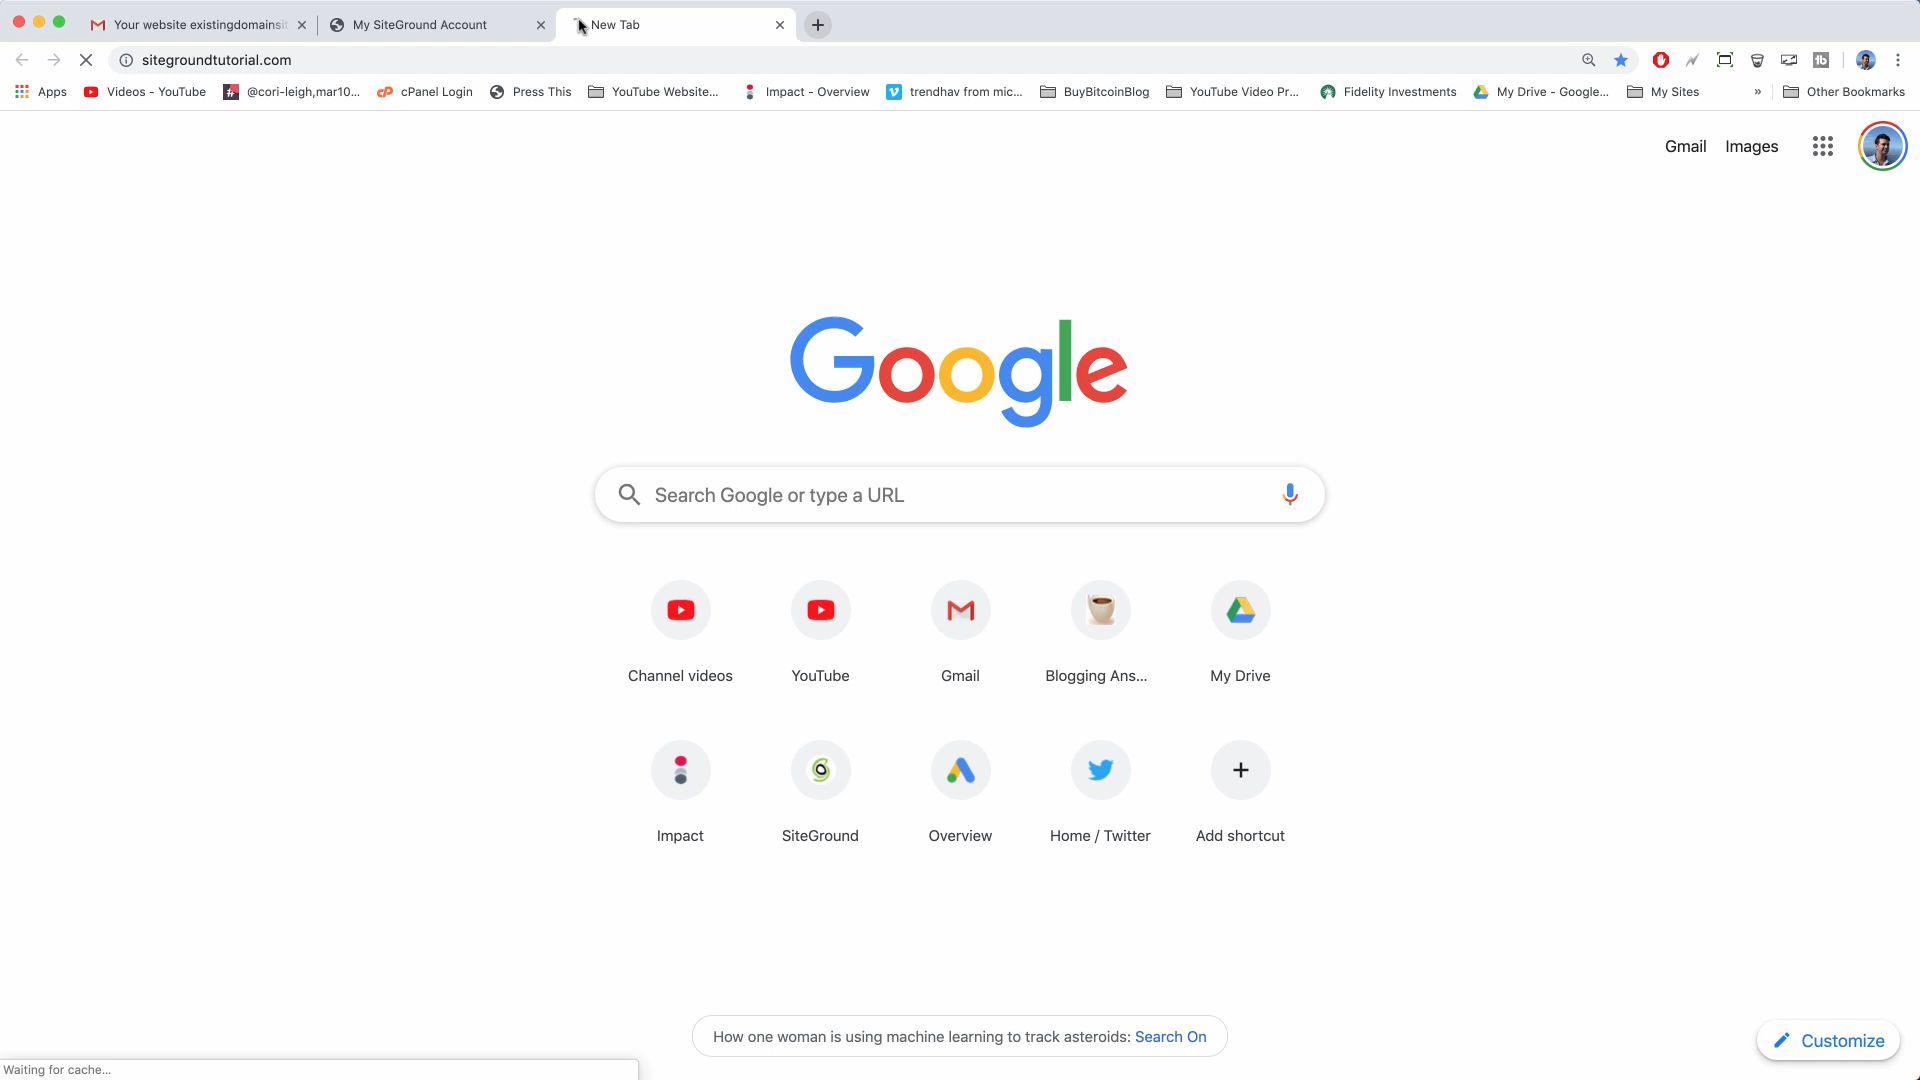 Your website existingdomainsit
My SiteGround Account
New Tab
sitegroundtutorial.com
Apps
Videos - YouTube
@cori-leigh,mar10...
cPanel Login
Press This
YouTube Website...
Impact - Overview
trendhav from mic...
BuyBitcoinBlog
YouTube Video Pr...
Fidelity Investments
My Drive - Google...
My Sites
»
Other Bookmarks
Gmail
Images
Google
Search Google or type a URL
Channel videos
YouTube
Gmail
Blogging Ans...
My Drive
Impact
SiteGround
Overview
Home / Twitter
Add shortcut
How one woman is using machine learning to track asteroids: Search On
Customize
Waiting for cache...